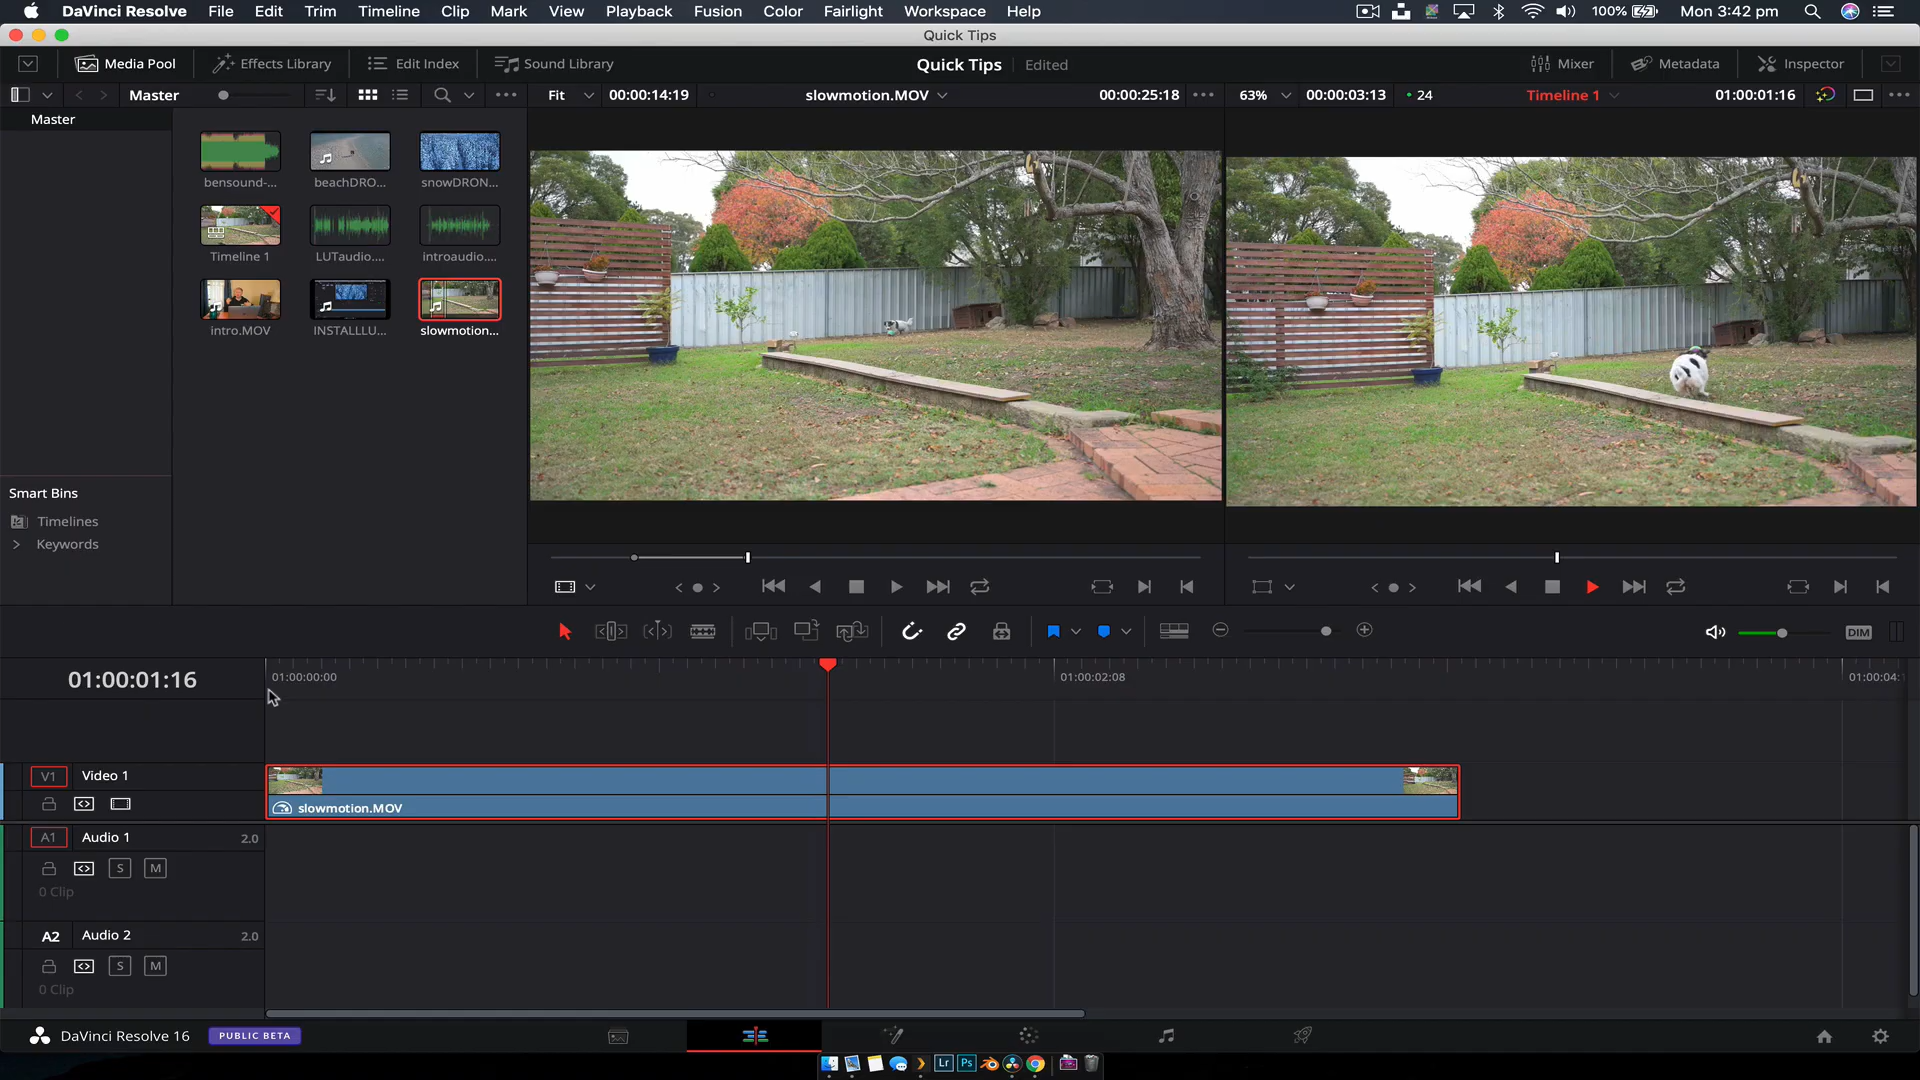 DaVinci Resolve File Edit Trim Timeline Clip Mark View Playback Fusion Color Fairlight Workspace Help 100% Mon 3:42 pm
Quick Tips
Media Pool Effects Library Edit Index Sound Library Quick Tips Edited Mixer Metadata Inspector
Master Fit 00:00:14:19 slowmotion.MOV 00:00:25:18 63% 00:00:03:13 24 Timeline 1 01:00:01:16
Master
bensound-... beachDRO... snowDRON...
Timeline 1 LUTaudio.... introaudio....
intro.MOV INSTALLLU... slowmotion...
Smart Bins
Timelines
Keywords
DIM
01:00:01:16 01:00:00:00 01:00:02:08 01:00:04:
V1 Video 1
slowmotion.MOV
A1 Audio 1 2.0
S M
0 Clip
A2 Audio 2 2.0
S M
0 Clip
DaVinci Resolve 16 PUBLIC BETA
Lr Ps